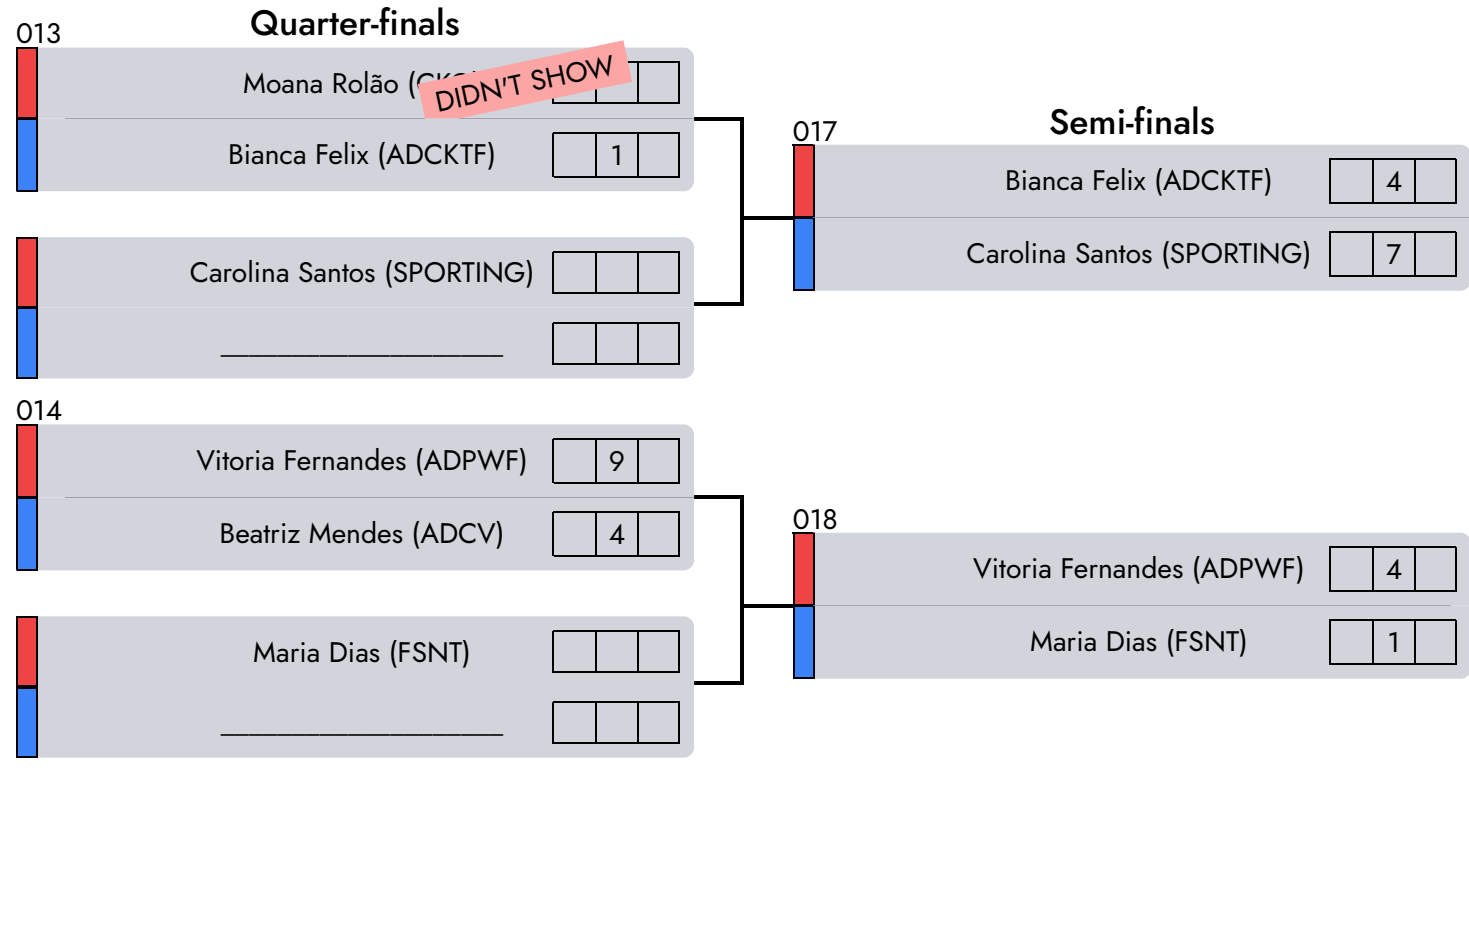 Quarter-finals
013
Moana Rolão
DIDN'T SHOW
Bianca Felix (ADCKTF) 1
Carolina Santos (SPORTING)
014
Vitoria Fernandes (ADPWF) 9
Beatriz Mendes (ADCV) 4
Maria Dias (FSNT)
Semi-finals
017
Bianca Felix (ADCKTF) 4
Carolina Santos (SPORTING) 7
018
Vitoria Fernandes (ADPWF) 4
Maria Dias (FSNT) 1